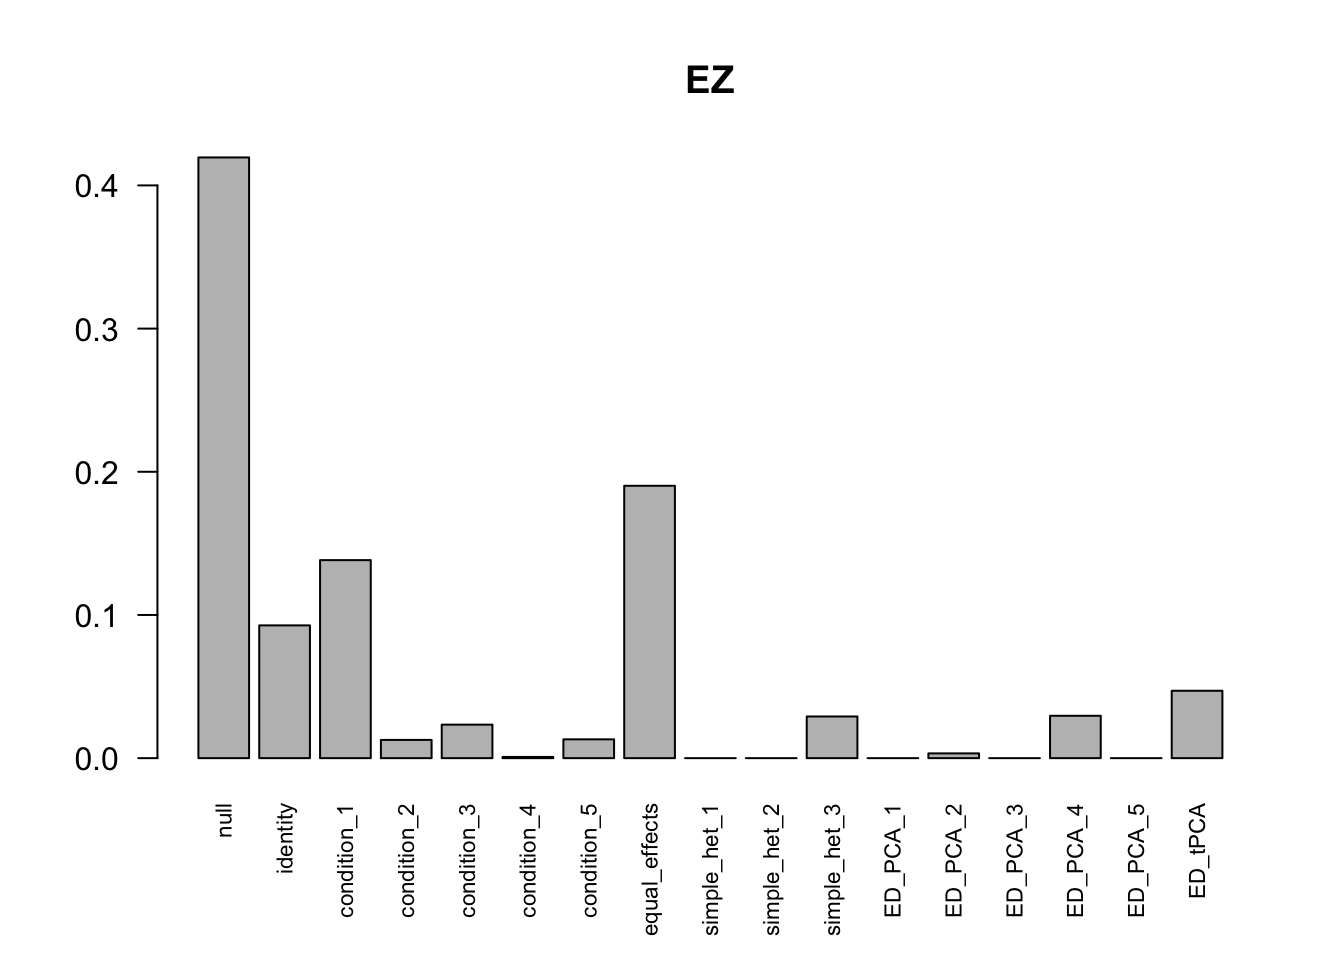 EZ
0.4
0.3
0.2
0.1
0.0
null
identity
condition_1
condition_2
condition_3
condition_4
condition_5
equal_effects
simple_het_1
simple_het_2
simple_het_3
ED_PCA_1
ED_PCA_2
ED_PCA_3
ED_PCA_4
ED_PCA_5
ED_tPCA